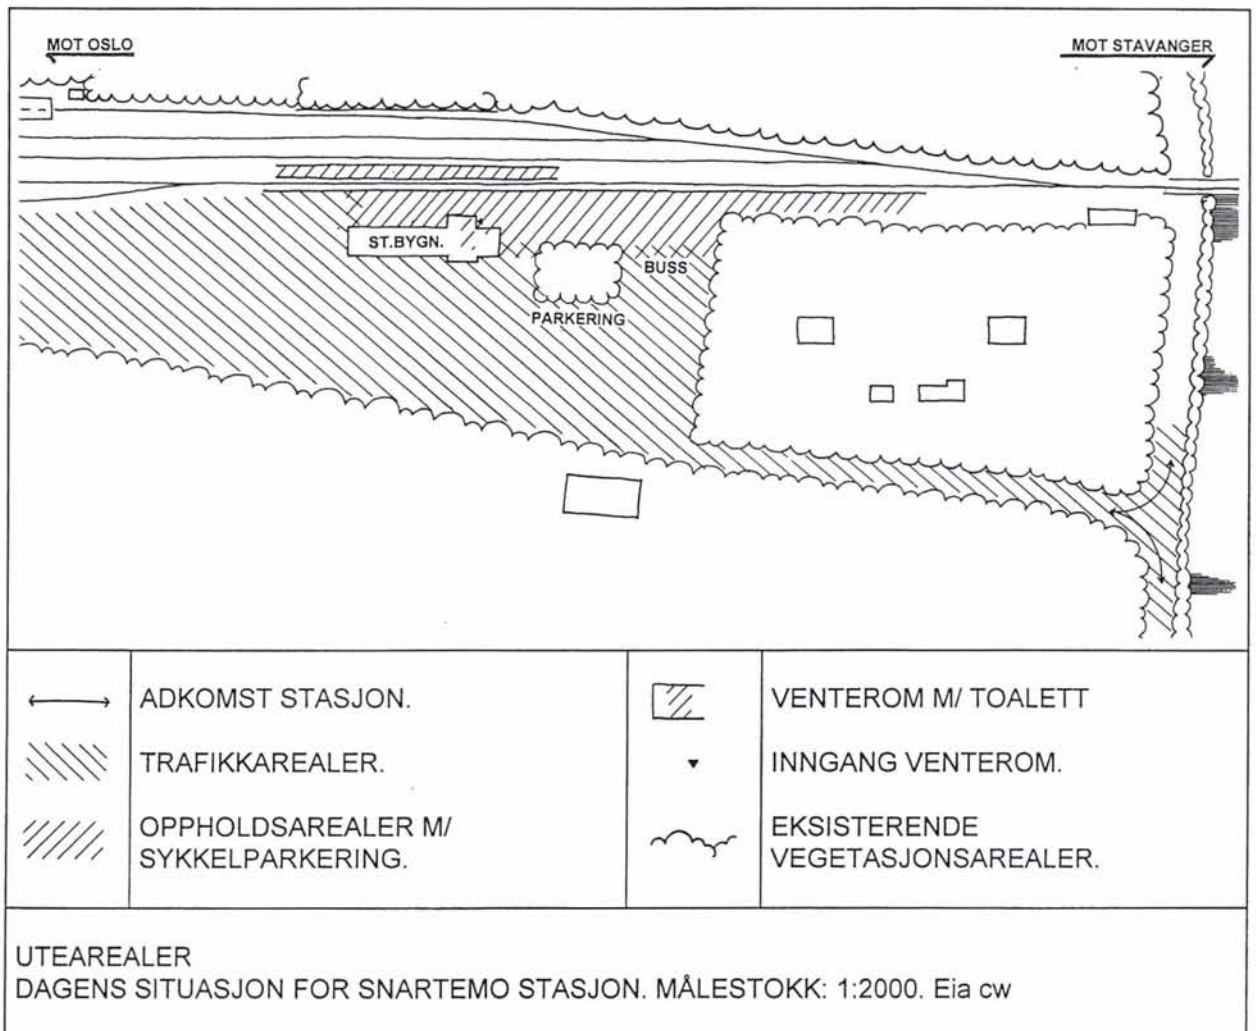 MOT OSLO
MOT STAVANGER
ST.BYGN.
BUSS
PARKERING
ADKOMST STASJON.
TRAFIKKAREALER.
OPPHOLDSAREALER M/
SYKKELPARKERING.
VENTEROM M/ TOALETT
INNGANG VENTEROM.
EKSISTERENDE
VEGETASJONSAREALER.
UTEAREALER
DAGENS SITUASJON FOR SNARTEMO STASJON. MÅLESTOKK: 1:2000. Eia cw